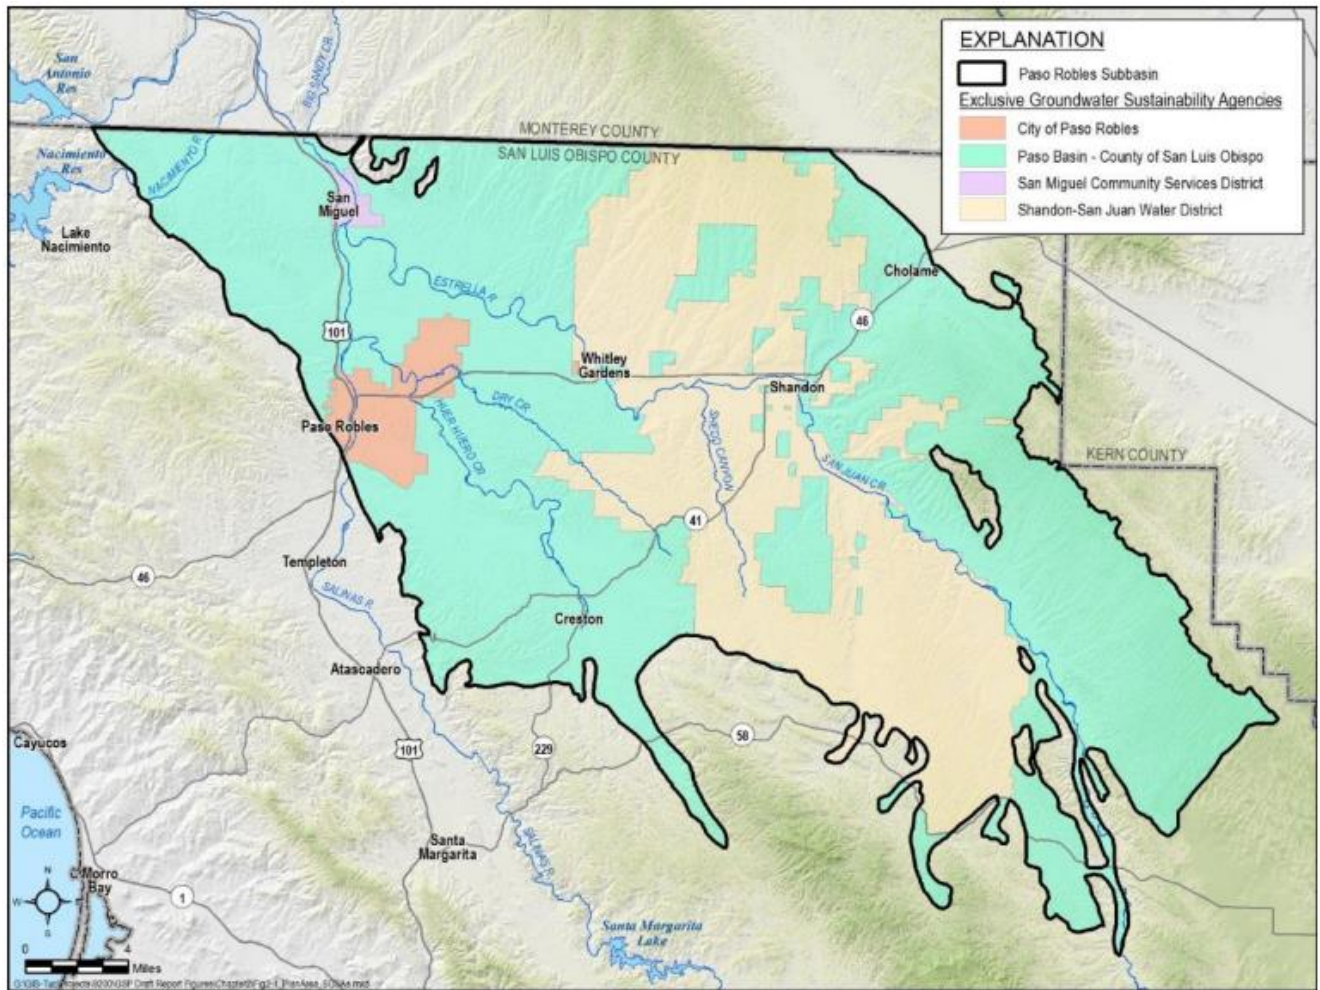 EXPLANATION
Paso Robles Subbasin
Exclusive Groundwater Sustainability Agencies
City of Paso Robles
Paso Basin - County of San Luis Obispo
San Miguel Community Services District
Shandon-San Juan Water District
San
Antonio
Res
BIG SANDY CR.
MONTEREY COUNTY
SAN LUIS OBISPO COUNTY
Nacimiento
Res
NACIMIENTO R.
San
Miguel
Lake
Nacimiento
Cholame
ESTRELLA R.
101
46
Whitley
Gardens
Shandon
DRY CR.
HUER HUERO CR.
SHEDD CANYON
Paso Robles
SAN JUAN CR.
KERN COUNTY
41
Templeton
46
SALINAS R.
Creston
Atascadero
58
101
229
Cayucos
Pacific
Ocean
Santa
Margarita
SALINAS R.
Morro
Bay
1
N
W
S
Santa Margarita
Lake
0
4
Miles